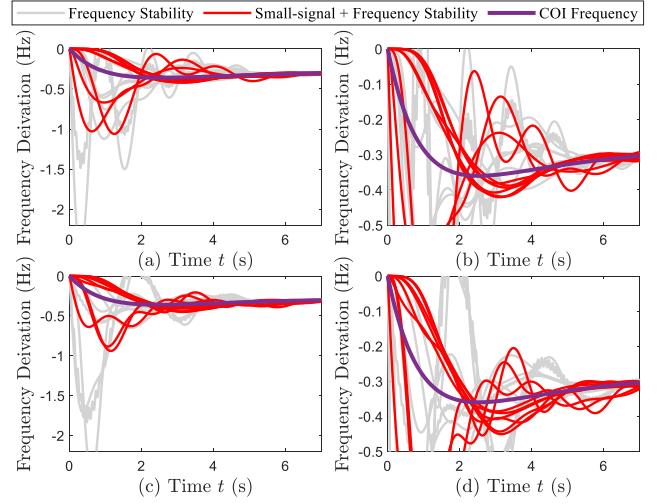 Frequency Stability Small-signal + Frequency Stability COI Frequency
Frequency Deivation (Hz)
0
-0.5
-1
-1.5
-2
0 2 4 6
(a) Time t (s)
Frequency Deivation (Hz)
0
-0.1
-0.2
-0.3
-0.4
-0.5
0 2 4 6
(b) Time t (s)
Frequency Deivation (Hz)
0
-0.5
-1
-1.5
-2
0 2 4 6
(c) Time t (s)
Frequency Deivation (Hz)
0
-0.1
-0.2
-0.3
-0.4
-0.5
0 2 4 6
(d) Time t (s)